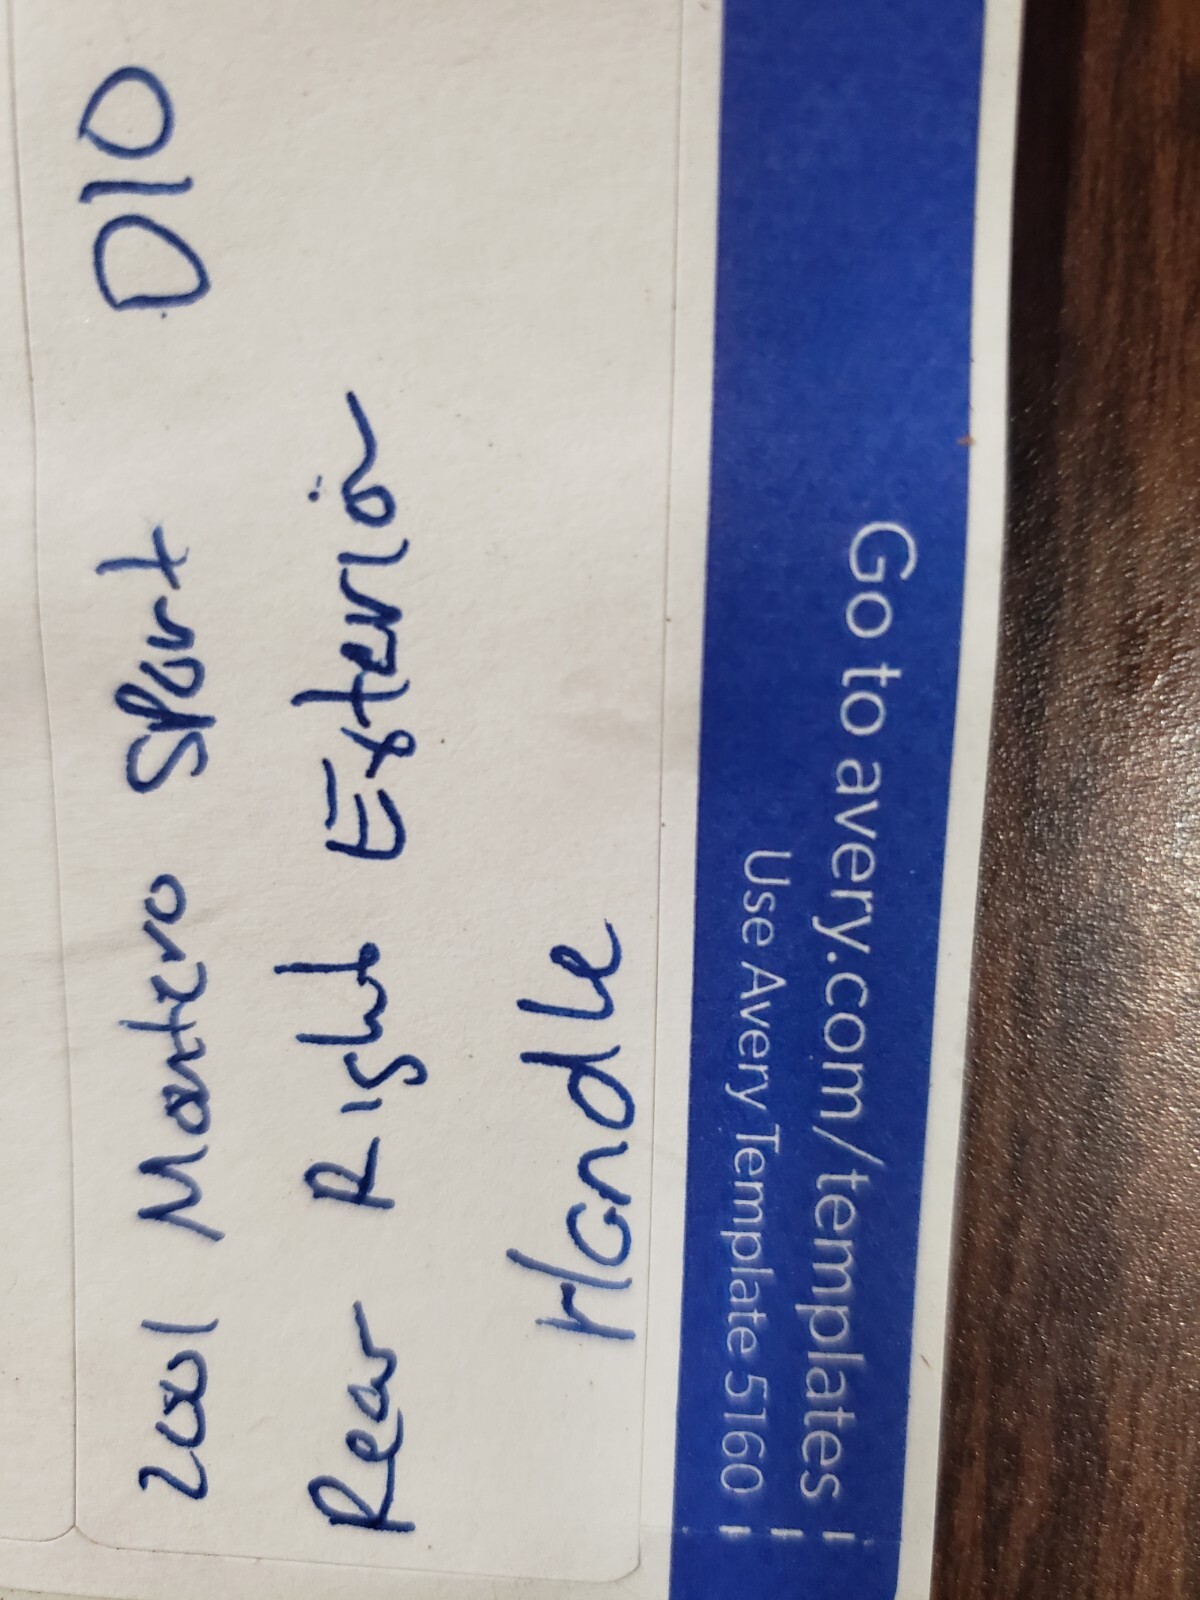 2001 Montero Sport D10
Rear Right Exterior
Handle
Use Avery Template 5160
Go to avery.com/templates